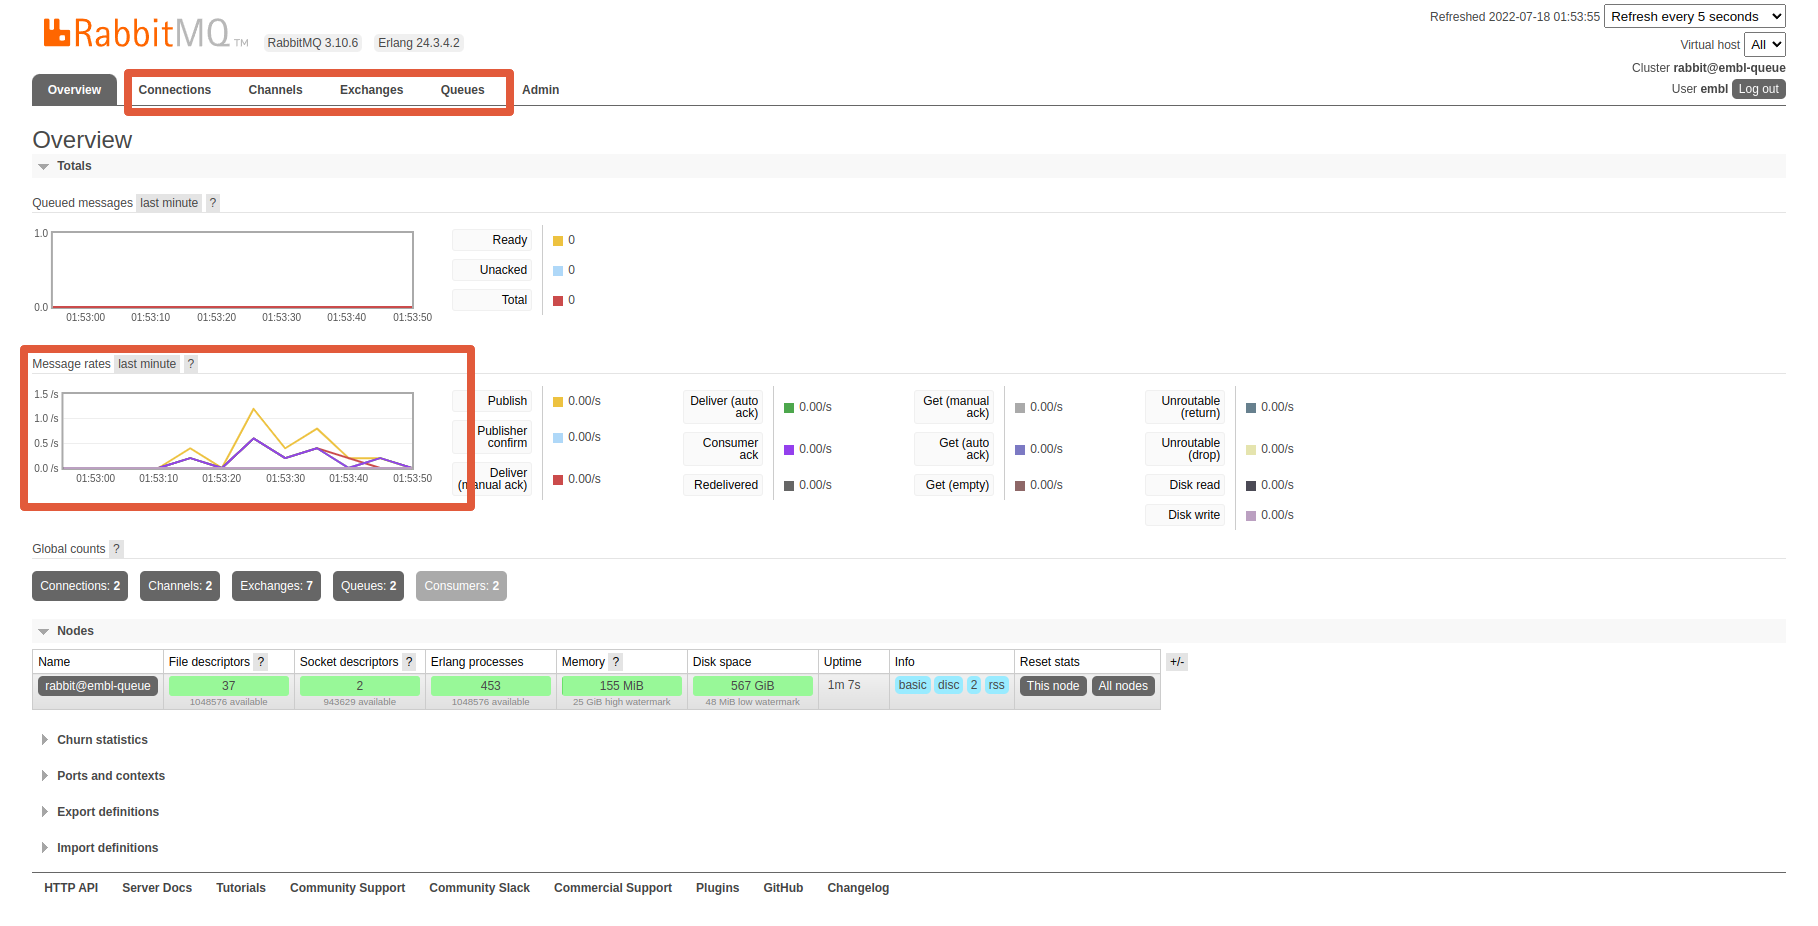 Refreshed 2022-07-18 01:53:55 Refresh every 5 seconds
RabbitMQ TM RabbitMQ 3.10.6 Erlang 24.3.4.2
Virtual host All
Cluster rabbit@embl-queue
User embl Log out
Overview Connections Channels Exchanges Queues Admin
Overview
Totals
Queued messages last minute ?
1.0
0.0
01:53:00 01:53:10 01:53:20 01:53:30 01:53:40 01:53:50
Ready 0
Unacked 0
Total 0
Message rates last minute ?
1.5 /s
1.0 /s
0.5 /s
0.0 /s
01:53:00 01:53:10 01:53:20 01:53:30 01:53:40 01:53:50
Publish 0.00/s
Publisher
confirm 0.00/s
Deliver
(manual ack) 0.00/s
Deliver (auto
ack) 0.00/s
Consumer
ack 0.00/s
Redelivered 0.00/s
Get (manual
ack) 0.00/s
Get (auto
ack) 0.00/s
Get (empty) 0.00/s
Unroutable
(return) 0.00/s
Unroutable
(drop) 0.00/s
Disk read 0.00/s
Disk write 0.00/s
Global counts ?
Connections: 2 Channels: 2 Exchanges: 7 Queues: 2 Consumers: 2
Nodes
Name File descriptors ? Socket descriptors ? Erlang processes Memory ? Disk space Uptime Info Reset stats +/-
rabbit@embl-queue 37 2 453 155 MiB 567 GiB 1m 7s basic disc 2 rss This node All nodes
1048576 available 943629 available 1048576 available 25 GiB high watermark 48 MiB low watermark
Churn statistics
Ports and contexts
Export definitions
Import definitions
HTTP API Server Docs Tutorials Community Support Community Slack Commercial Support Plugins GitHub Changelog